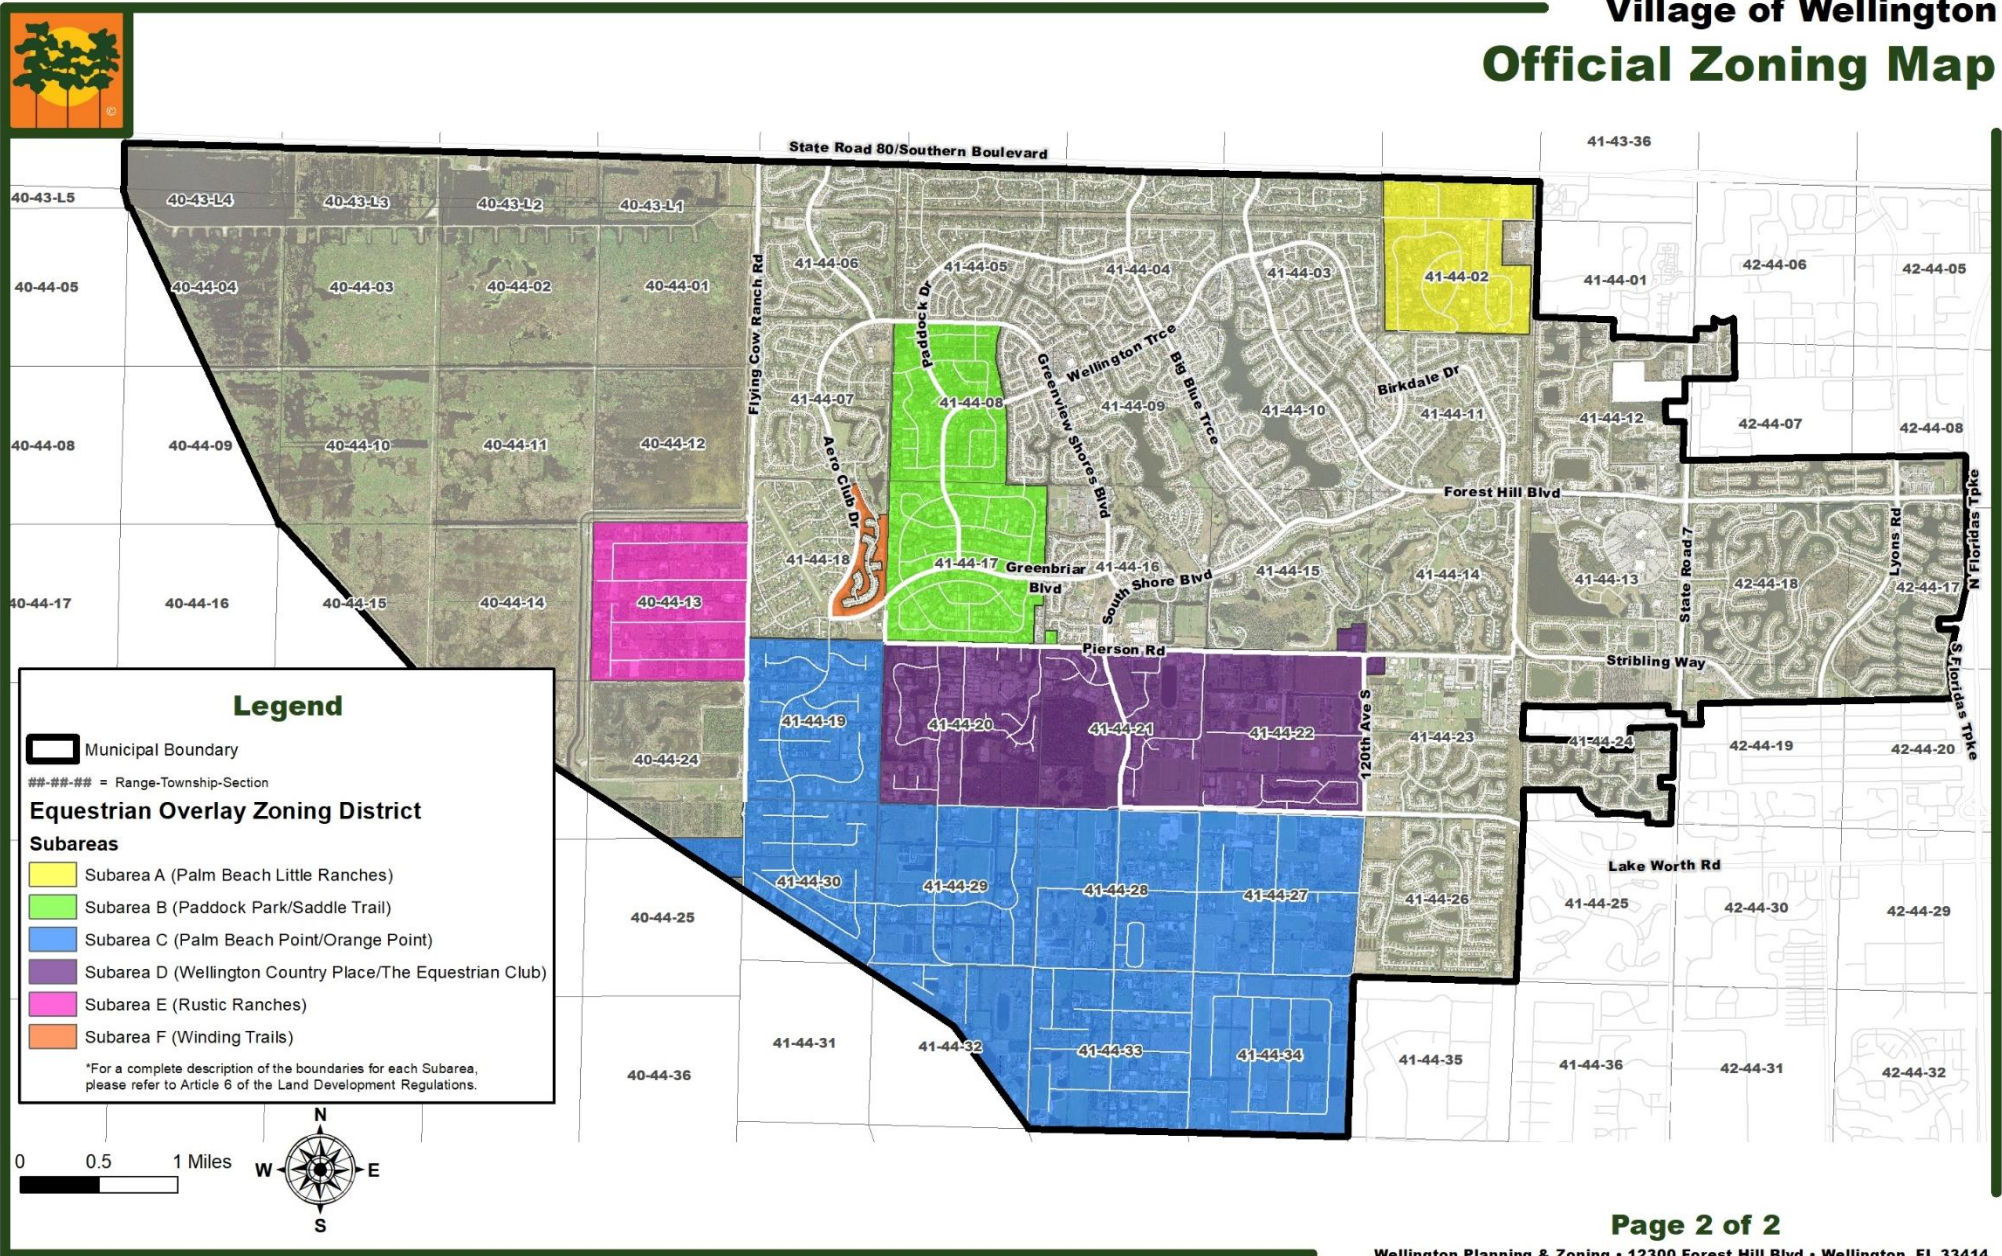 Village of Wellington
Official Zoning Map
©
41-43-36
State Road 80/Southern Boulevard
40-43-L5
40-43-L4
40-43-L3
40-43-L2
40-43-L1
40-44-05
40-44-04
40-44-03
40-44-02
40-44-01
Flying Cow Ranch Rd
41-44-06
41-44-05
41-44-04
41-44-03
41-44-02
41-44-01
42-44-06
42-44-05
Paddock Dr
Wellington Trce
Greenview Shores Blvd
Big Blue Trce
Birkdale Dr
40-44-08
40-44-09
40-44-10
40-44-11
40-44-12
41-44-07
41-44-08
41-44-09
41-44-10
41-44-11
41-44-12
42-44-07
42-44-08
Aero Club Dr
Forest Hill Blvd
N Floridas Tpke
Lyons Rd
State Road 7
40-44-17
40-44-16
40-44-15
40-44-14
40-44-13
41-44-18
41-44-17
Greenbriar
Blvd
41-44-16
South Shore Blvd
41-44-15
41-44-14
41-44-13
42-44-18
42-44-17
Pierson Rd
Stribling Way
S Floridas Tpke
120th Ave S
40-44-24
41-44-19
41-44-20
41-44-21
41-44-22
41-44-23
41-44-24
42-44-19
42-44-20
Lake Worth Rd
40-44-25
41-44-30
41-44-29
41-44-28
41-44-27
41-44-26
41-44-25
42-44-30
42-44-29
40-44-36
41-44-31
41-44-32
41-44-33
41-44-34
41-44-35
41-44-36
42-44-31
42-44-32
Legend
Municipal Boundary
##-##-## = Range-Township-Section
Equestrian Overlay Zoning District
Subareas
Subarea A (Palm Beach Little Ranches)
Subarea B (Paddock Park/Saddle Trail)
Subarea C (Palm Beach Point/Orange Point)
Subarea D (Wellington Country Place/The Equestrian Club)
Subarea E (Rustic Ranches)
Subarea F (Winding Trails)
*For a complete description of the boundaries for each Subarea,
please refer to Article 6 of the Land Development Regulations.
0 0.5 1 Miles
N
W E
S
Page 2 of 2
Wellington Planning & Zoning • 12300 Forest Hill Blvd • Wellington, FL 33414